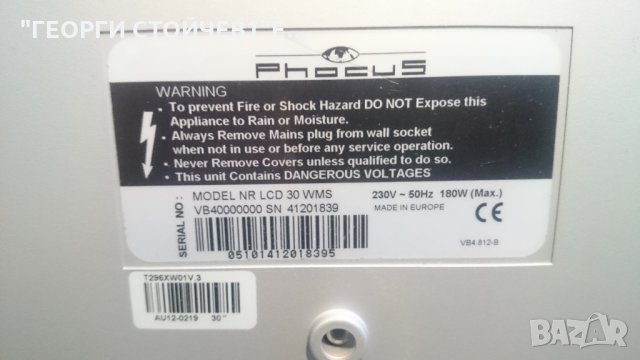 "ГЕОРГИ СТОЙЧЕВ1" Е.
Phocus
WARNING
To prevent Fire or Shock Hazard DO NOT Expose this
Appliance to Rain or Moisture.
Always Remove Mains plug from wall socket
when not in use or before any service operation.
Never Remove Covers unless qualified to do so.
This unit Contains DANGEROUS VOLTAGES
SERIAL NO :
MODEL NR LCD 30 WMS
230V ~ 50Hz 180W (Max.)
VB40000000 SN 41201839
MADE IN EUROPE
CE
05101412018395
VB4 812-B
T296XW01V.3
AU12-0219 30"
BAZAR
.bg